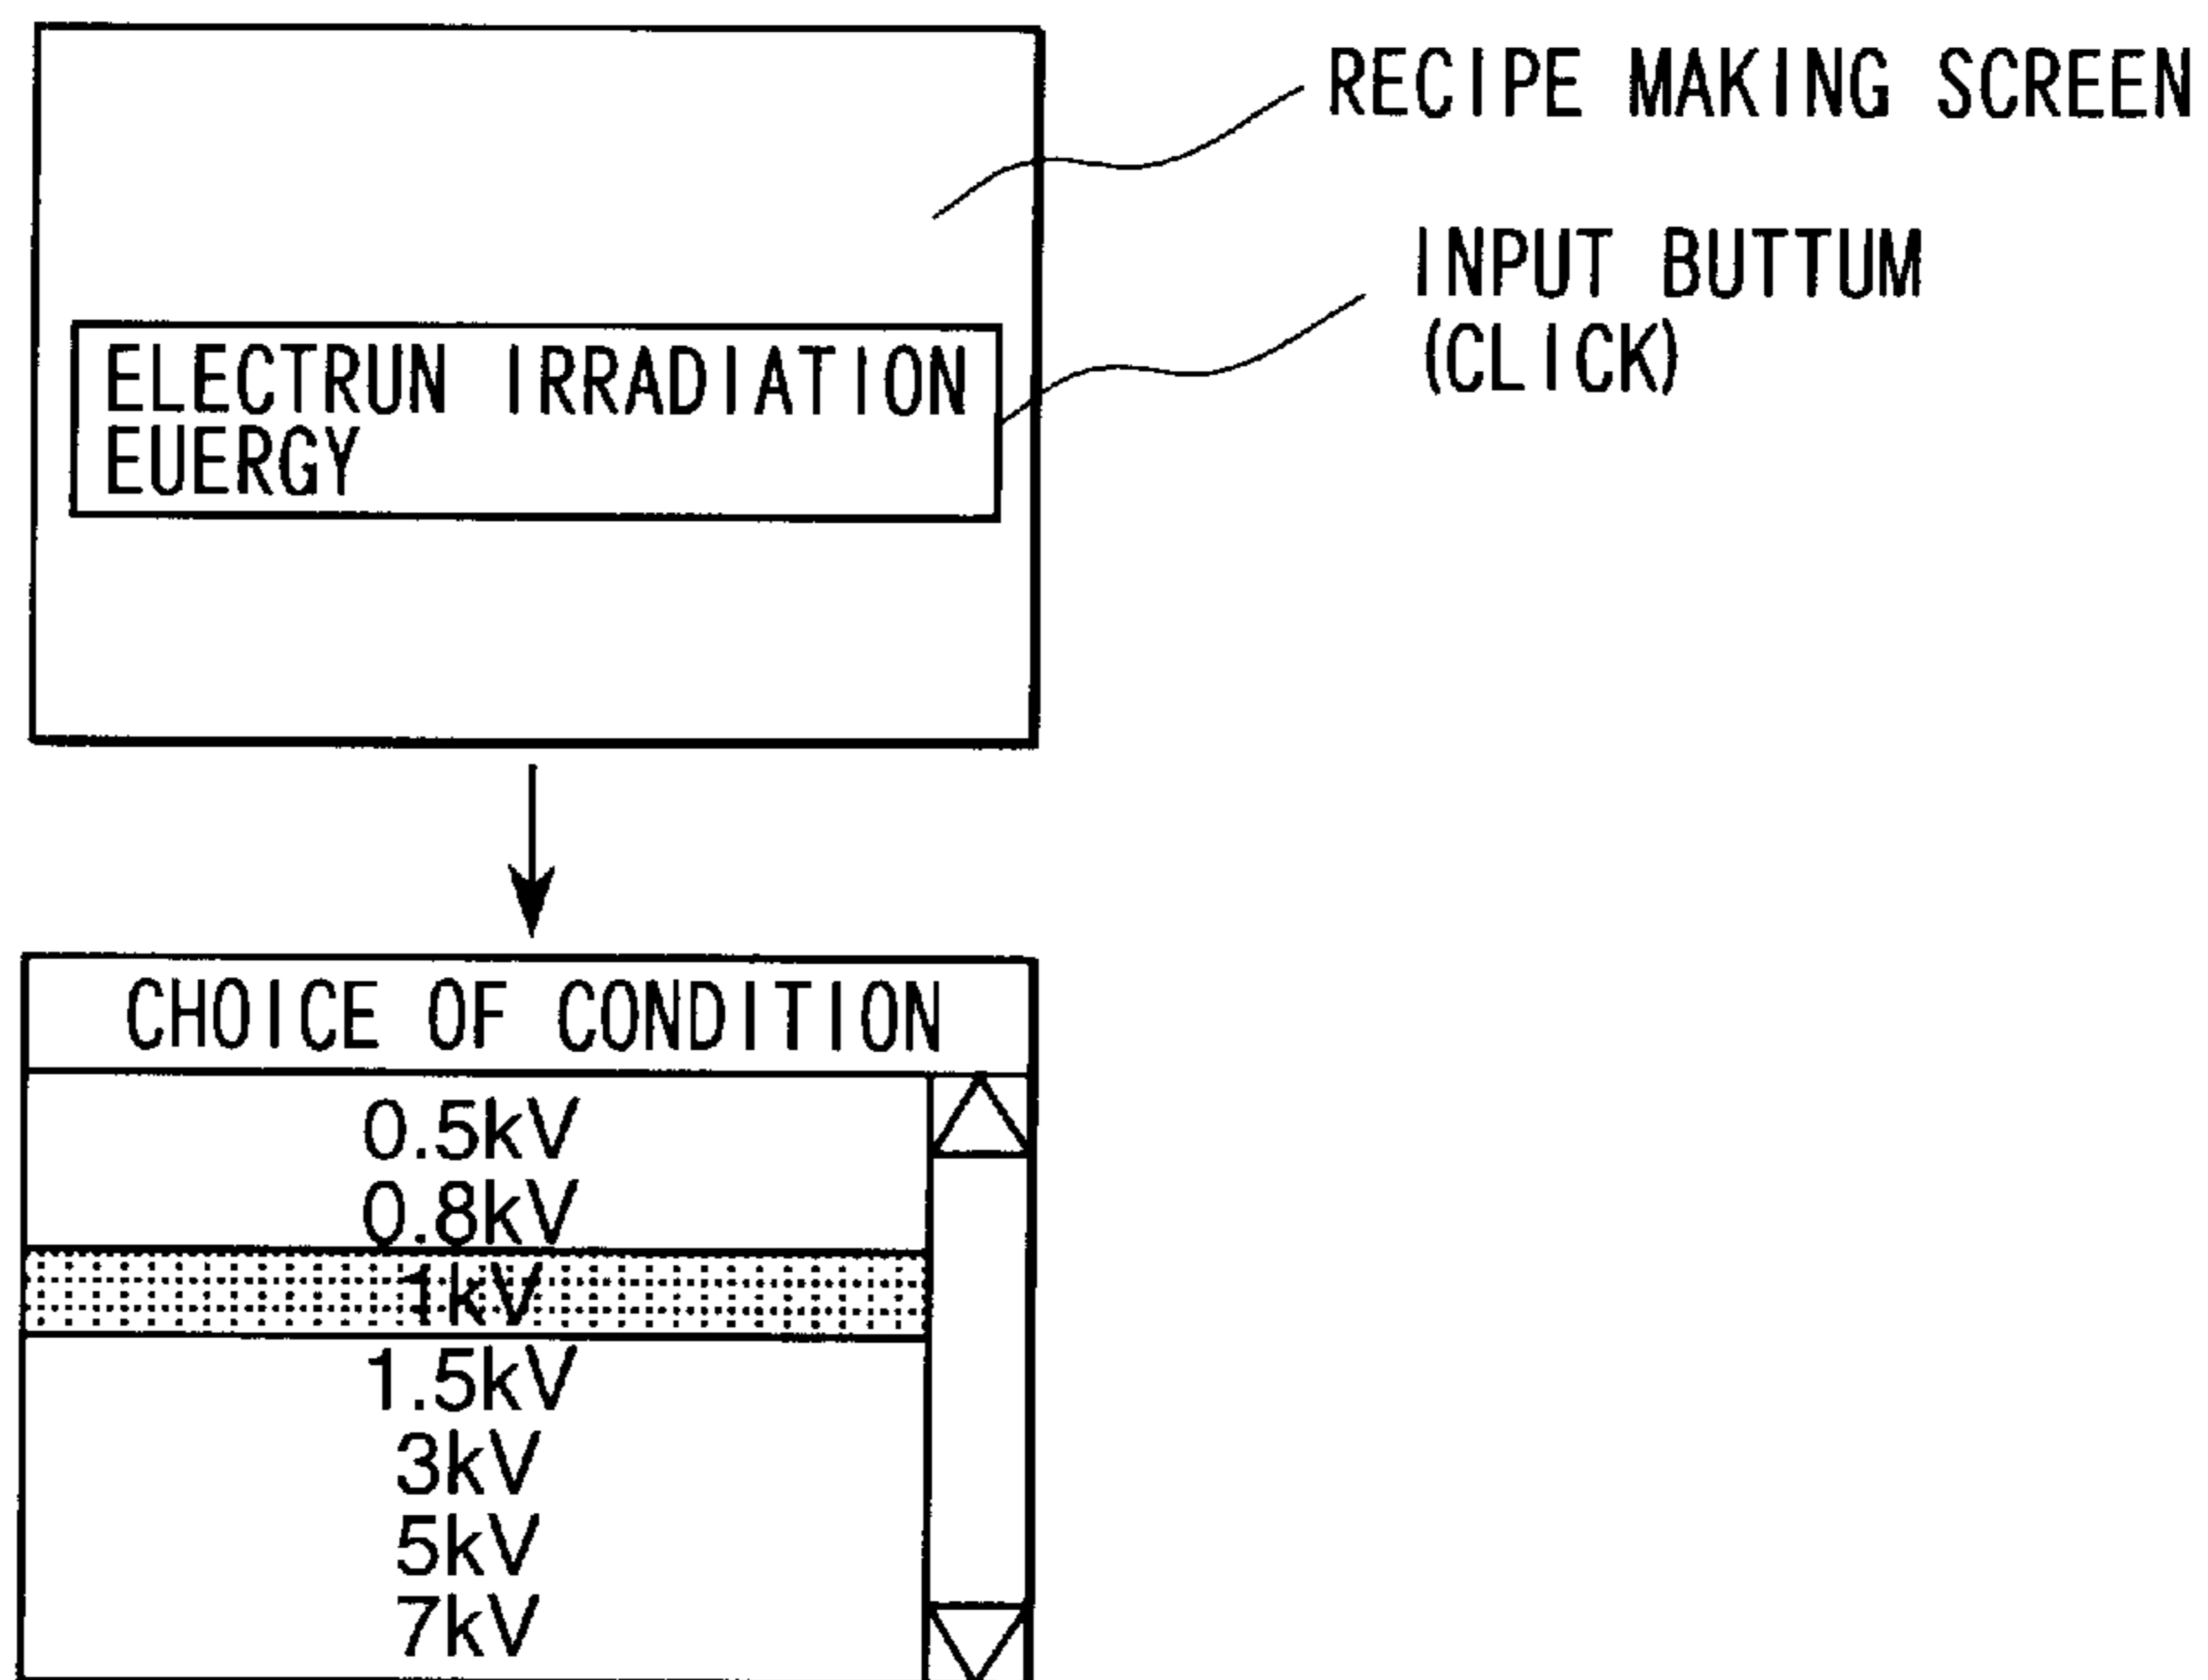 RECIPE MAKING SCREEN
INPUT BUTTUM
(CLICK)
ELECTRUN IRRADIATION
EUERGY
CHOICE OF CONDITION
0.5kV
0.8kV
1kV
1.5kV
3kV
5kV
7kV